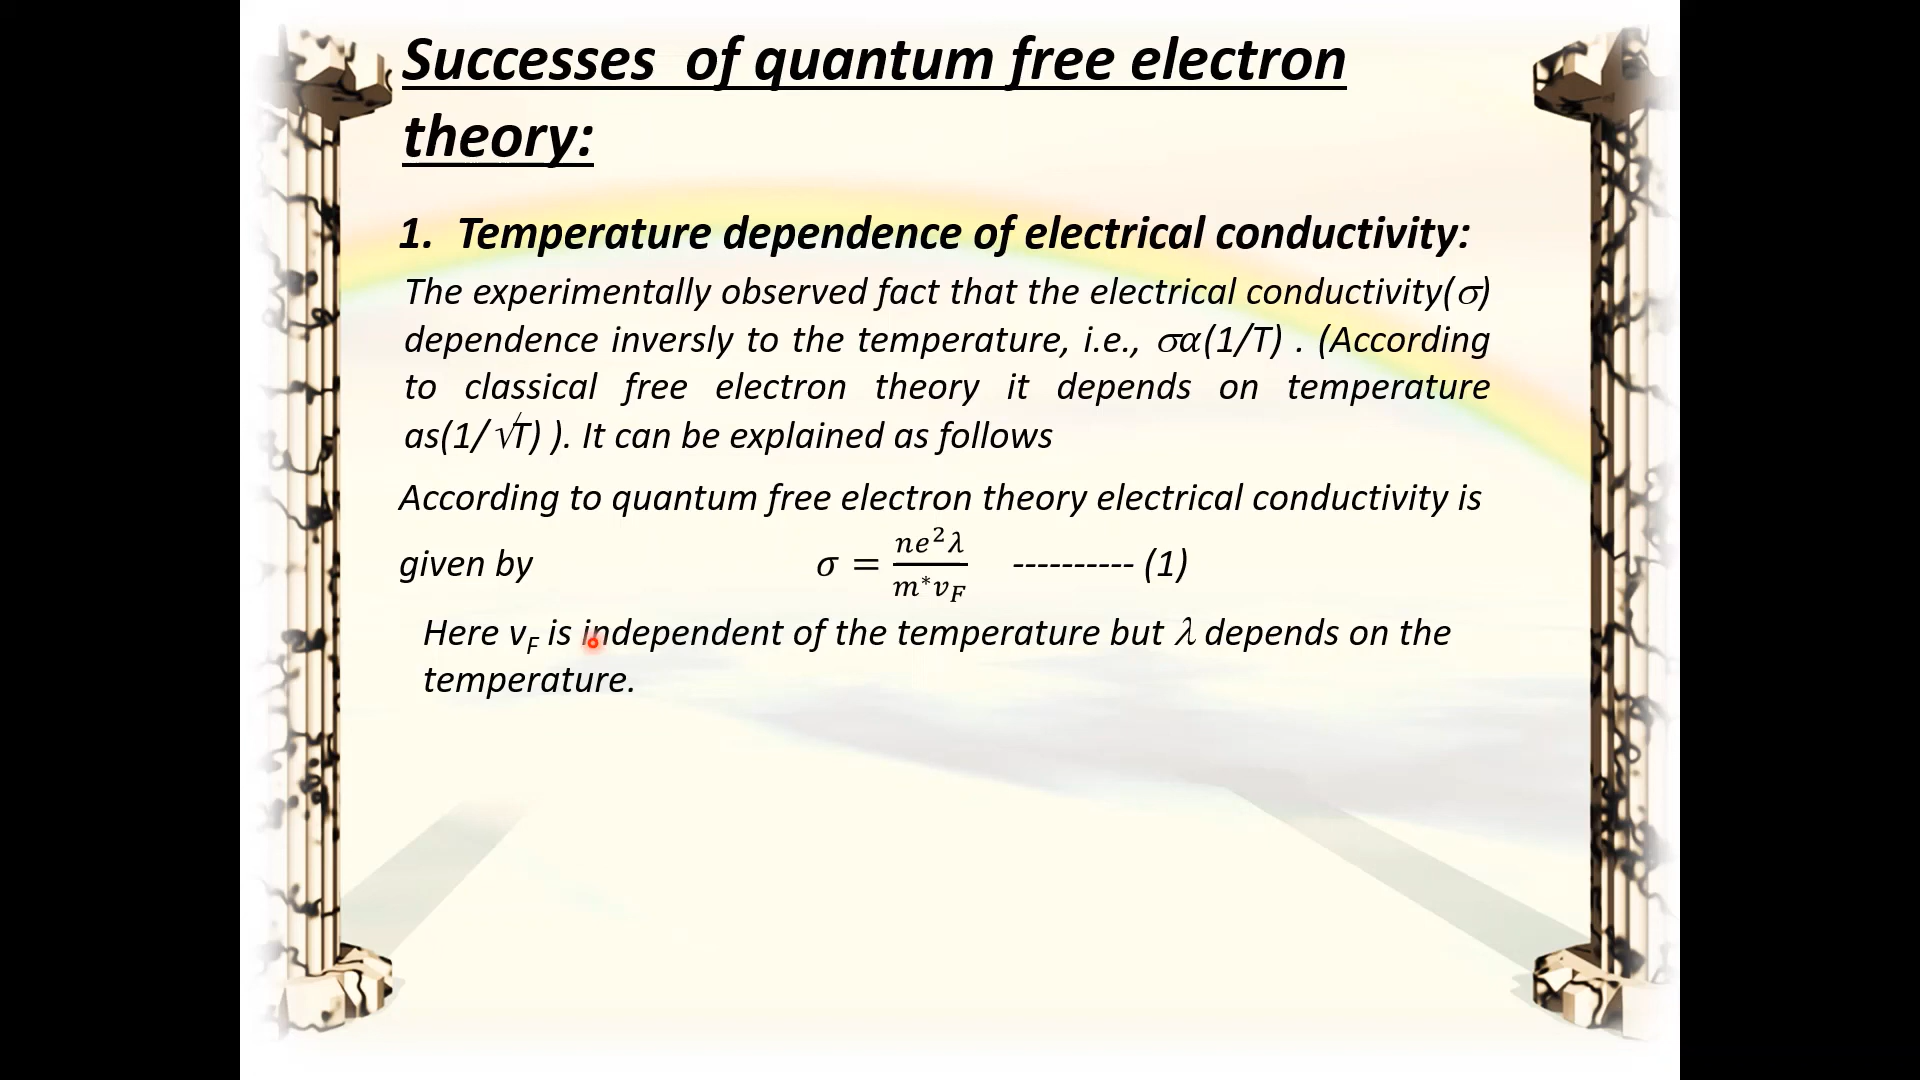 Successes of quantum free electron
theory:
1. Temperature dependence of electrical conductivity:
The experimentally observed fact that the electrical conductivity(σ)
dependence inversly to the temperature, i.e., σα(1/T) . (According
to classical free electron theory it depends on temperature
as(1/√T) ). It can be explained as follows
According to quantum free electron theory electrical conductivity is
given by σ = ne²λ/m*v_F ---------- (1)
Here v_F is independent of the temperature but λ depends on the
temperature.